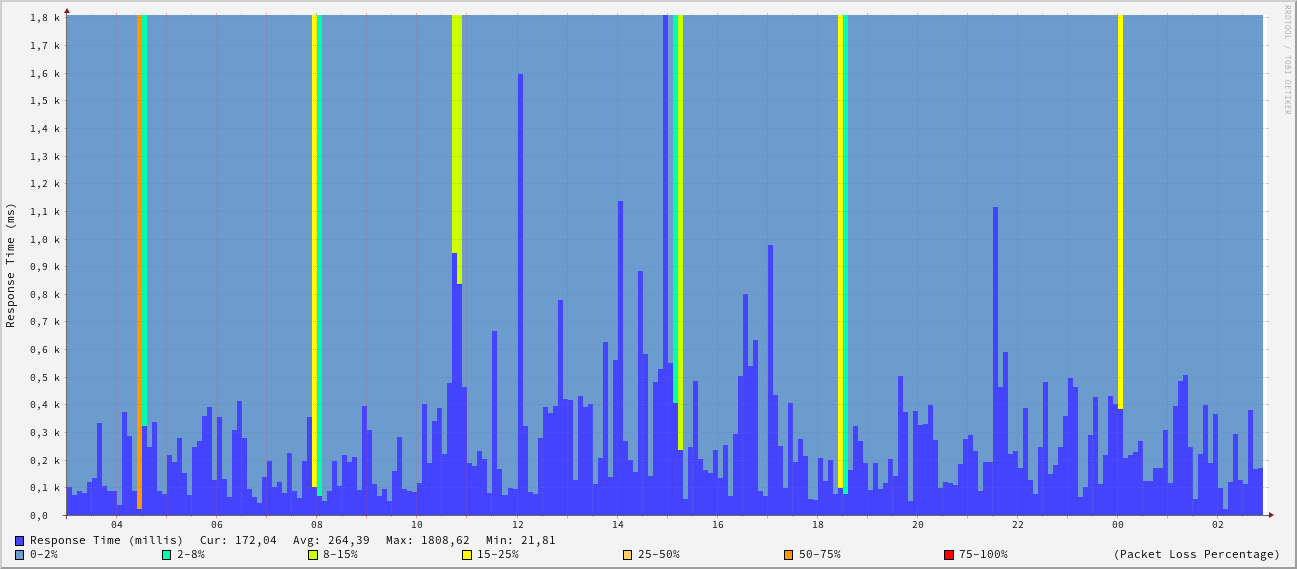 1,8 k
1,7 k
1,6 k
1,5 k
1,4 k
1,3 k
1,2 k
1,1 k
1,0 k
0,9 k
0,8 k
0,7 k
0,6 k
0,5 k
0,4 k
0,3 k
0,2 k
0,1 k
0,0
Response Time (ms)
RRDTOOL / TOBI OETIKER
04 06 08 10 12 14 16 18 20 22 00 02
Response Time (millis) Cur: 172,04 Avg: 264,39 Max: 1808,62 Min: 21,81
0-2% 2-8% 8-15% 15-25% 25-50% 50-75% 75-100% (Packet Loss Percentage)